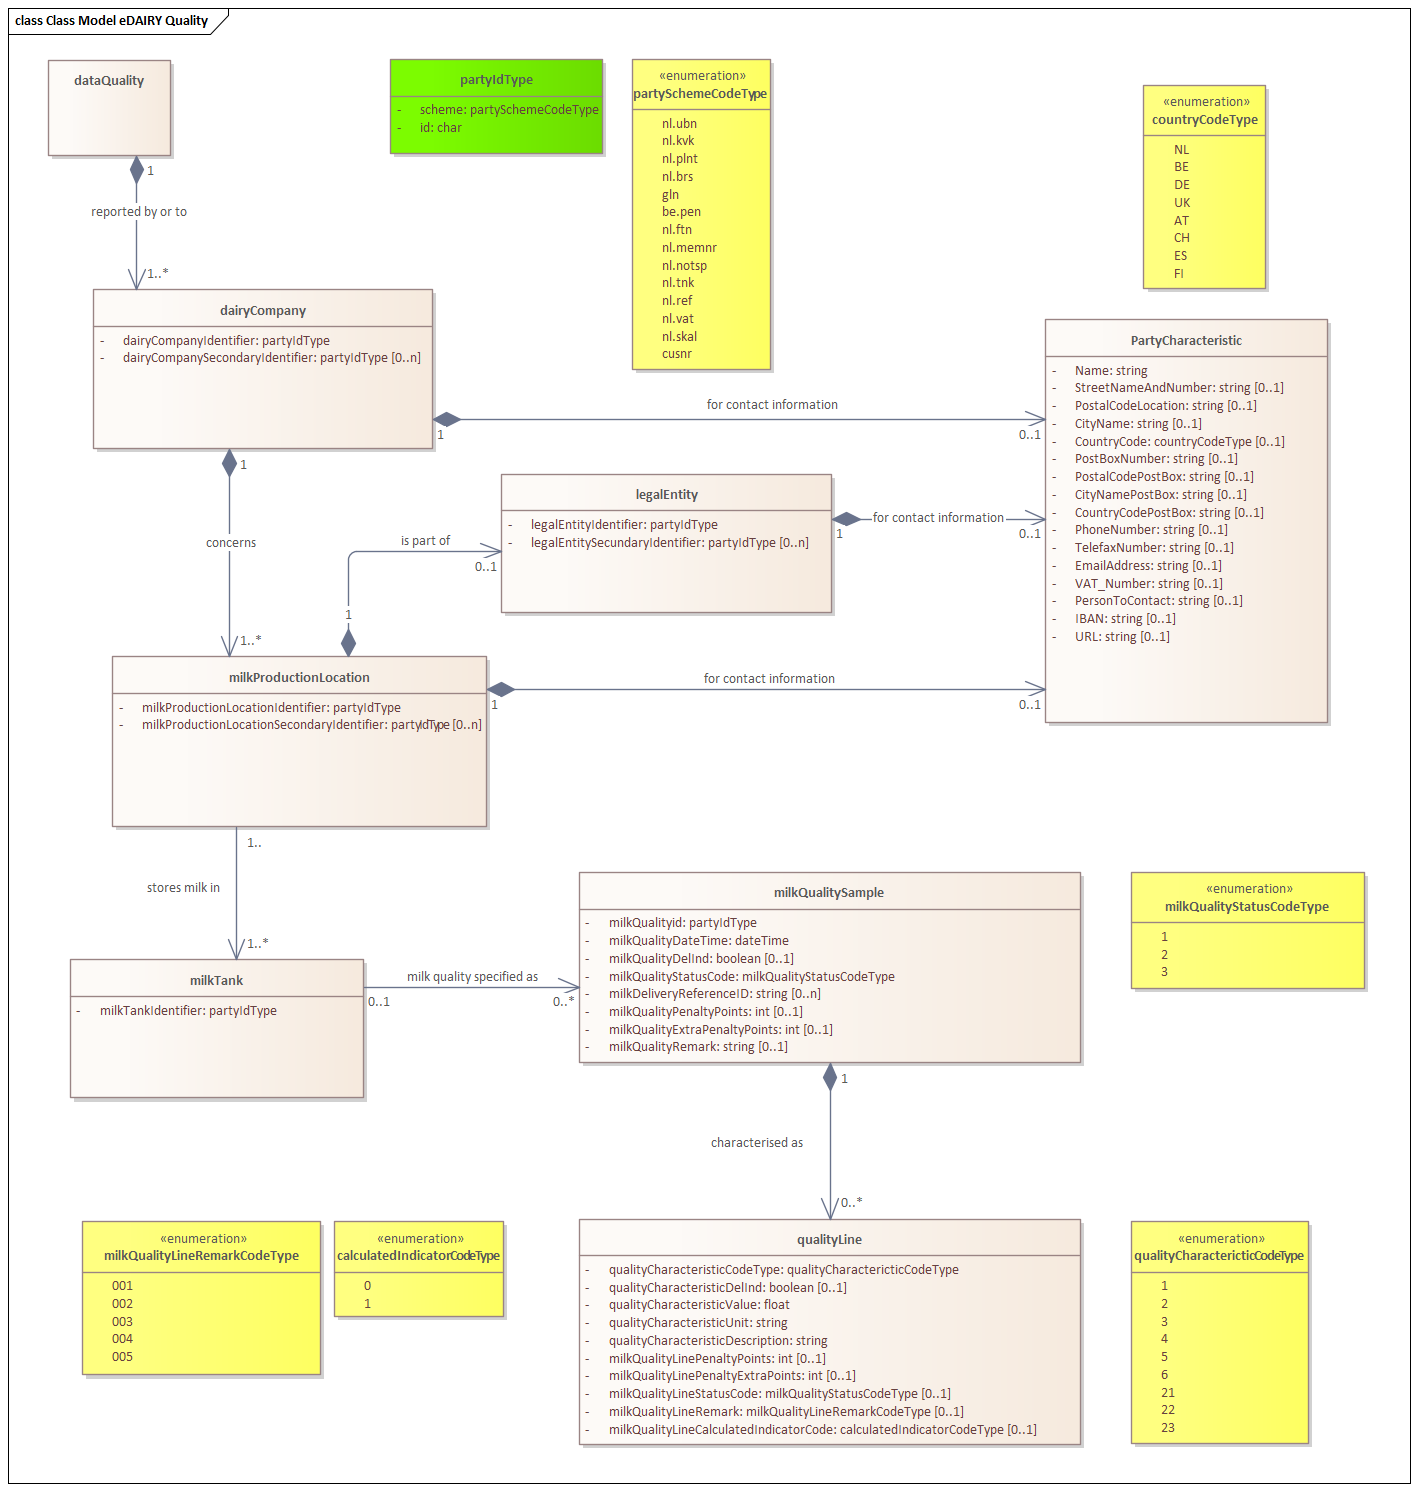 class Class Model eDAIRY Quality
dataQuality
1
reported by or to
1..*
partyIdType
- scheme: partySchemeCodeType
- id: char
«enumeration»
partySchemeCodeType
nl.ubn
nl.kvk
nl.plnt
nl.brs
gln
be.pen
nl.ftn
nl.memnr
nl.notsp
nl.tnk
nl.ref
nl.vat
nl.skal
cusnr
«enumeration»
countryCodeType
NL
BE
DE
UK
AT
CH
ES
FI
dairyCompany
- dairyCompanyIdentifier: partyIdType
- dairyCompanySecondaryIdentifier: partyIdType [0..n]
1
for contact information
0..1
1
concerns
1..*
PartyCharacteristic
- Name: string
- StreetNameAndNumber: string [0..1]
- PostalCodeLocation: string [0..1]
- CityName: string [0..1]
- CountryCode: countryCodeType [0..1]
- PostBoxNumber: string [0..1]
- PostalCodePostBox: string [0..1]
- CityNamePostBox: string [0..1]
- CountryCodePostBox: string [0..1]
- PhoneNumber: string [0..1]
- TelefaxNumber: string [0..1]
- EmailAddress: string [0..1]
- VAT_Number: string [0..1]
- PersonToContact: string [0..1]
- IBAN: string [0..1]
- URL: string [0..1]
legalEntity
- legalEntityIdentifier: partyIdType
- legalEntitySecundaryIdentifier: partyIdType [0..n]
1
for contact information
0..1
is part of
0..1
1
milkProductionLocation
- milkProductionLocationIdentifier: partyIdType
- milkProductionLocationSecondaryIdentifier: partyIdType [0..n]
1
for contact information
0..1
1..
stores milk in
1..*
milkTank
- milkTankIdentifier: partyIdType
milk quality specified as
0..1
0..*
milkQualitySample
- milkQualityid: partyIdType
- milkQualityDateTime: dateTime
- milkQualityDelInd: boolean [0..1]
- milkQualityStatusCode: milkQualityStatusCodeType
- milkDeliveryReferenceID: string [0..n]
- milkQualityPenaltyPoints: int [0..1]
- milkQualityExtraPenaltyPoints: int [0..1]
- milkQualityRemark: string [0..1]
«enumeration»
milkQualityStatusCodeType
1
2
3
1
characterised as
0..*
«enumeration»
milkQualityLineRemarkCodeType
001
002
003
004
005
«enumeration»
calculatedIndicatorCodeType
0
1
qualityLine
- qualityCharacteristicCodeType: qualityCharactericticCodeType
- qualityCharacteristicDelInd: boolean [0..1]
- qualityCharacteristicValue: float
- qualityCharacteristicUnit: string
- qualityCharacteristicDescription: string
- milkQualityLinePenaltyPoints: int [0..1]
- milkQualityLinePenaltyExtraPoints: int [0..1]
- milkQualityLineStatusCode: milkQualityStatusCodeType [0..1]
- milkQualityLineRemark: milkQualityLineRemarkCodeType [0..1]
- milkQualityLineCalculatedIndicatorCode: calculatedIndicatorCodeType [0..1]
«enumeration»
qualityCharactericticCodeType
1
2
3
4
5
6
21
22
23